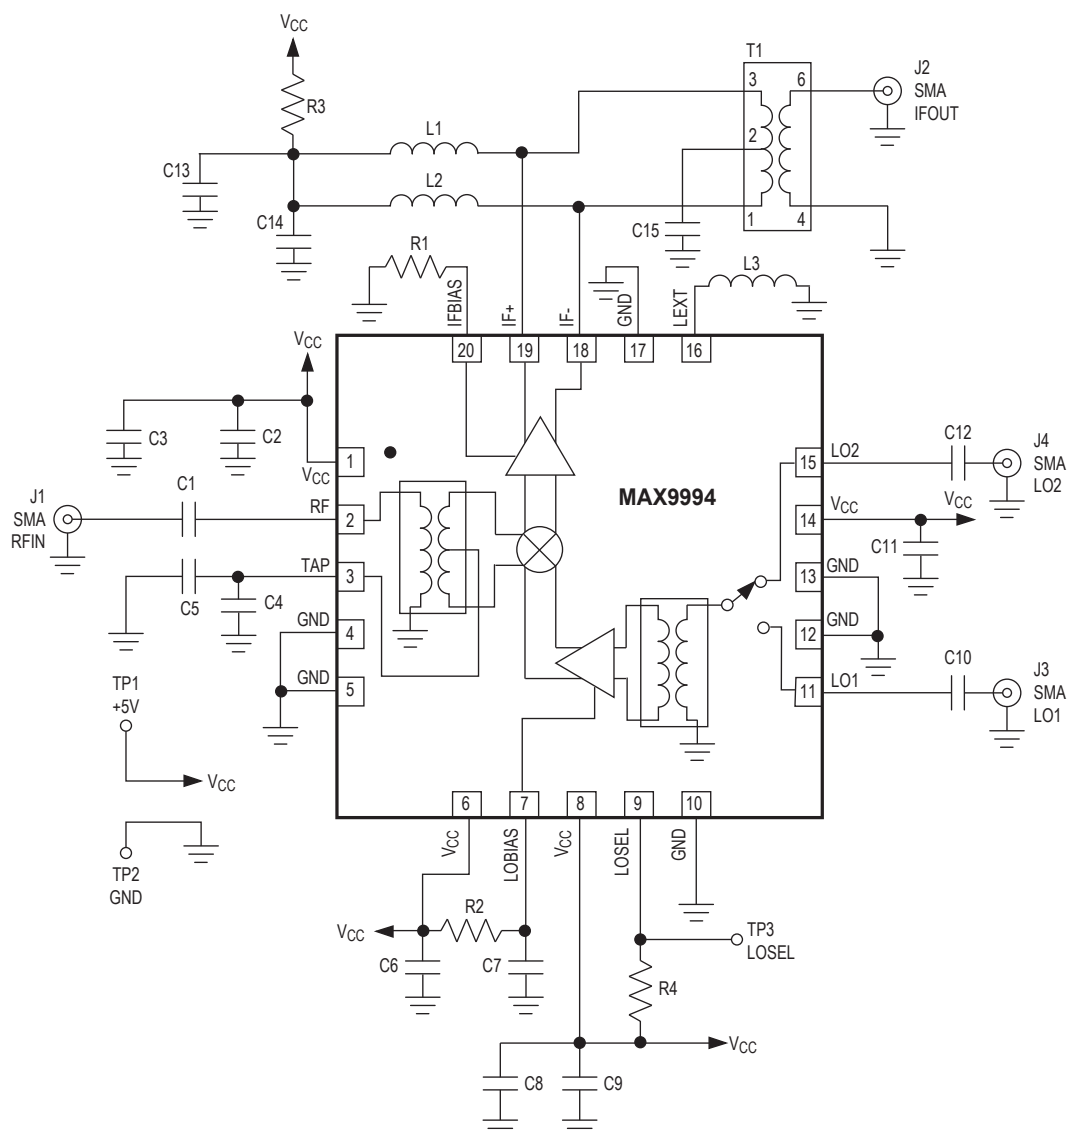 VCC
R3
C13
C14
L1
L2
T1
3
6
2
1
4
C15
J2
SMA
IFOUT
R1
L3
IFBIAS
IF+
IF-
GND
LEXT
20
19
18
17
16
VCC
C3
C2
1
VCC
J1
SMA
RFIN
C1
RF
2
TAP
3
C5
C4
GND
4
GND
5
MAX9994
15
LO2
C12
J4
SMA
LO2
14
VCC
VCC
C11
13
GND
12
GND
11
LO1
C10
J3
SMA
LO1
TP1
+5V
VCC
TP2
GND
6
7
8
9
10
VCC
LOBIAS
VCC
LOSEL
GND
VCC
R2
C6
C7
TP3
LOSEL
R4
VCC
C8
C9